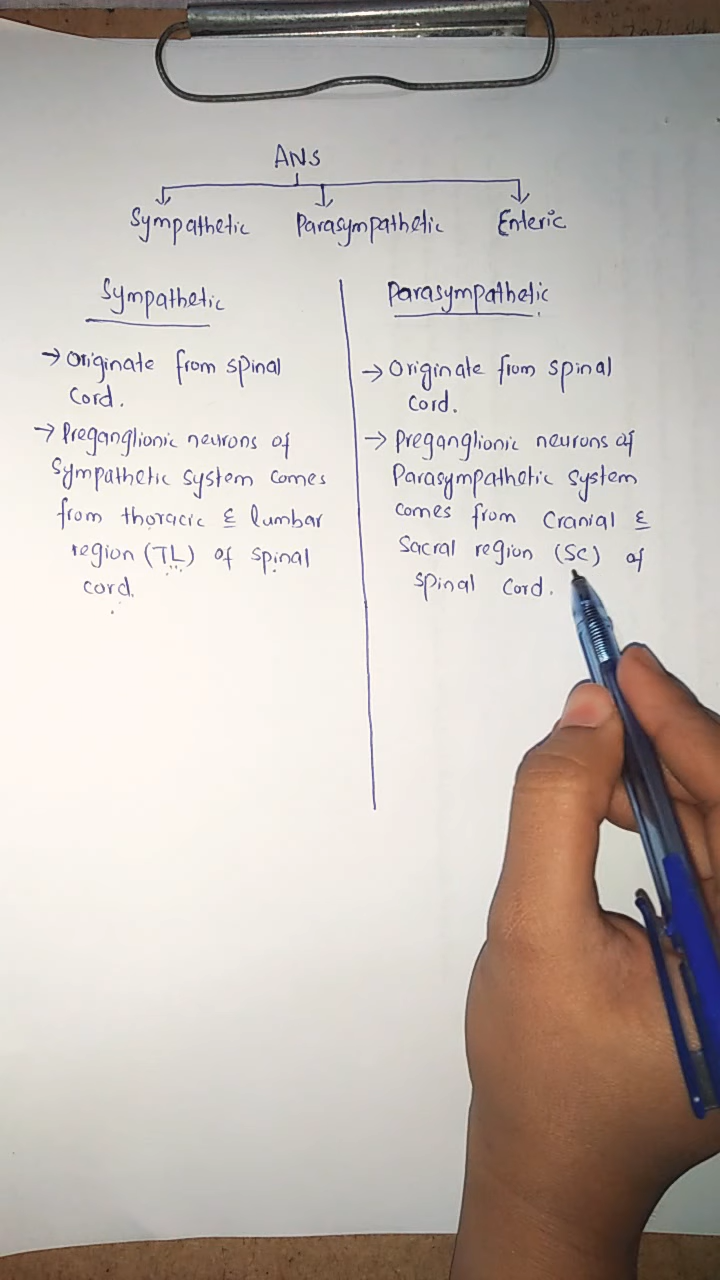 ANS
Sympathetic Parasympathetic Enteric
Sympathetic
→ Originate from spinal
cord.
→ Preganglionic neurons of
Sympathetic system comes
from thoracic & lumbar
region (TL) of spinal
cord.
Parasympathetic
→ Originate from spinal
cord.
→ Preganglionic neurons of
Parasympathetic system
comes from Cranial &
Sacral region (SC) of
spinal cord.